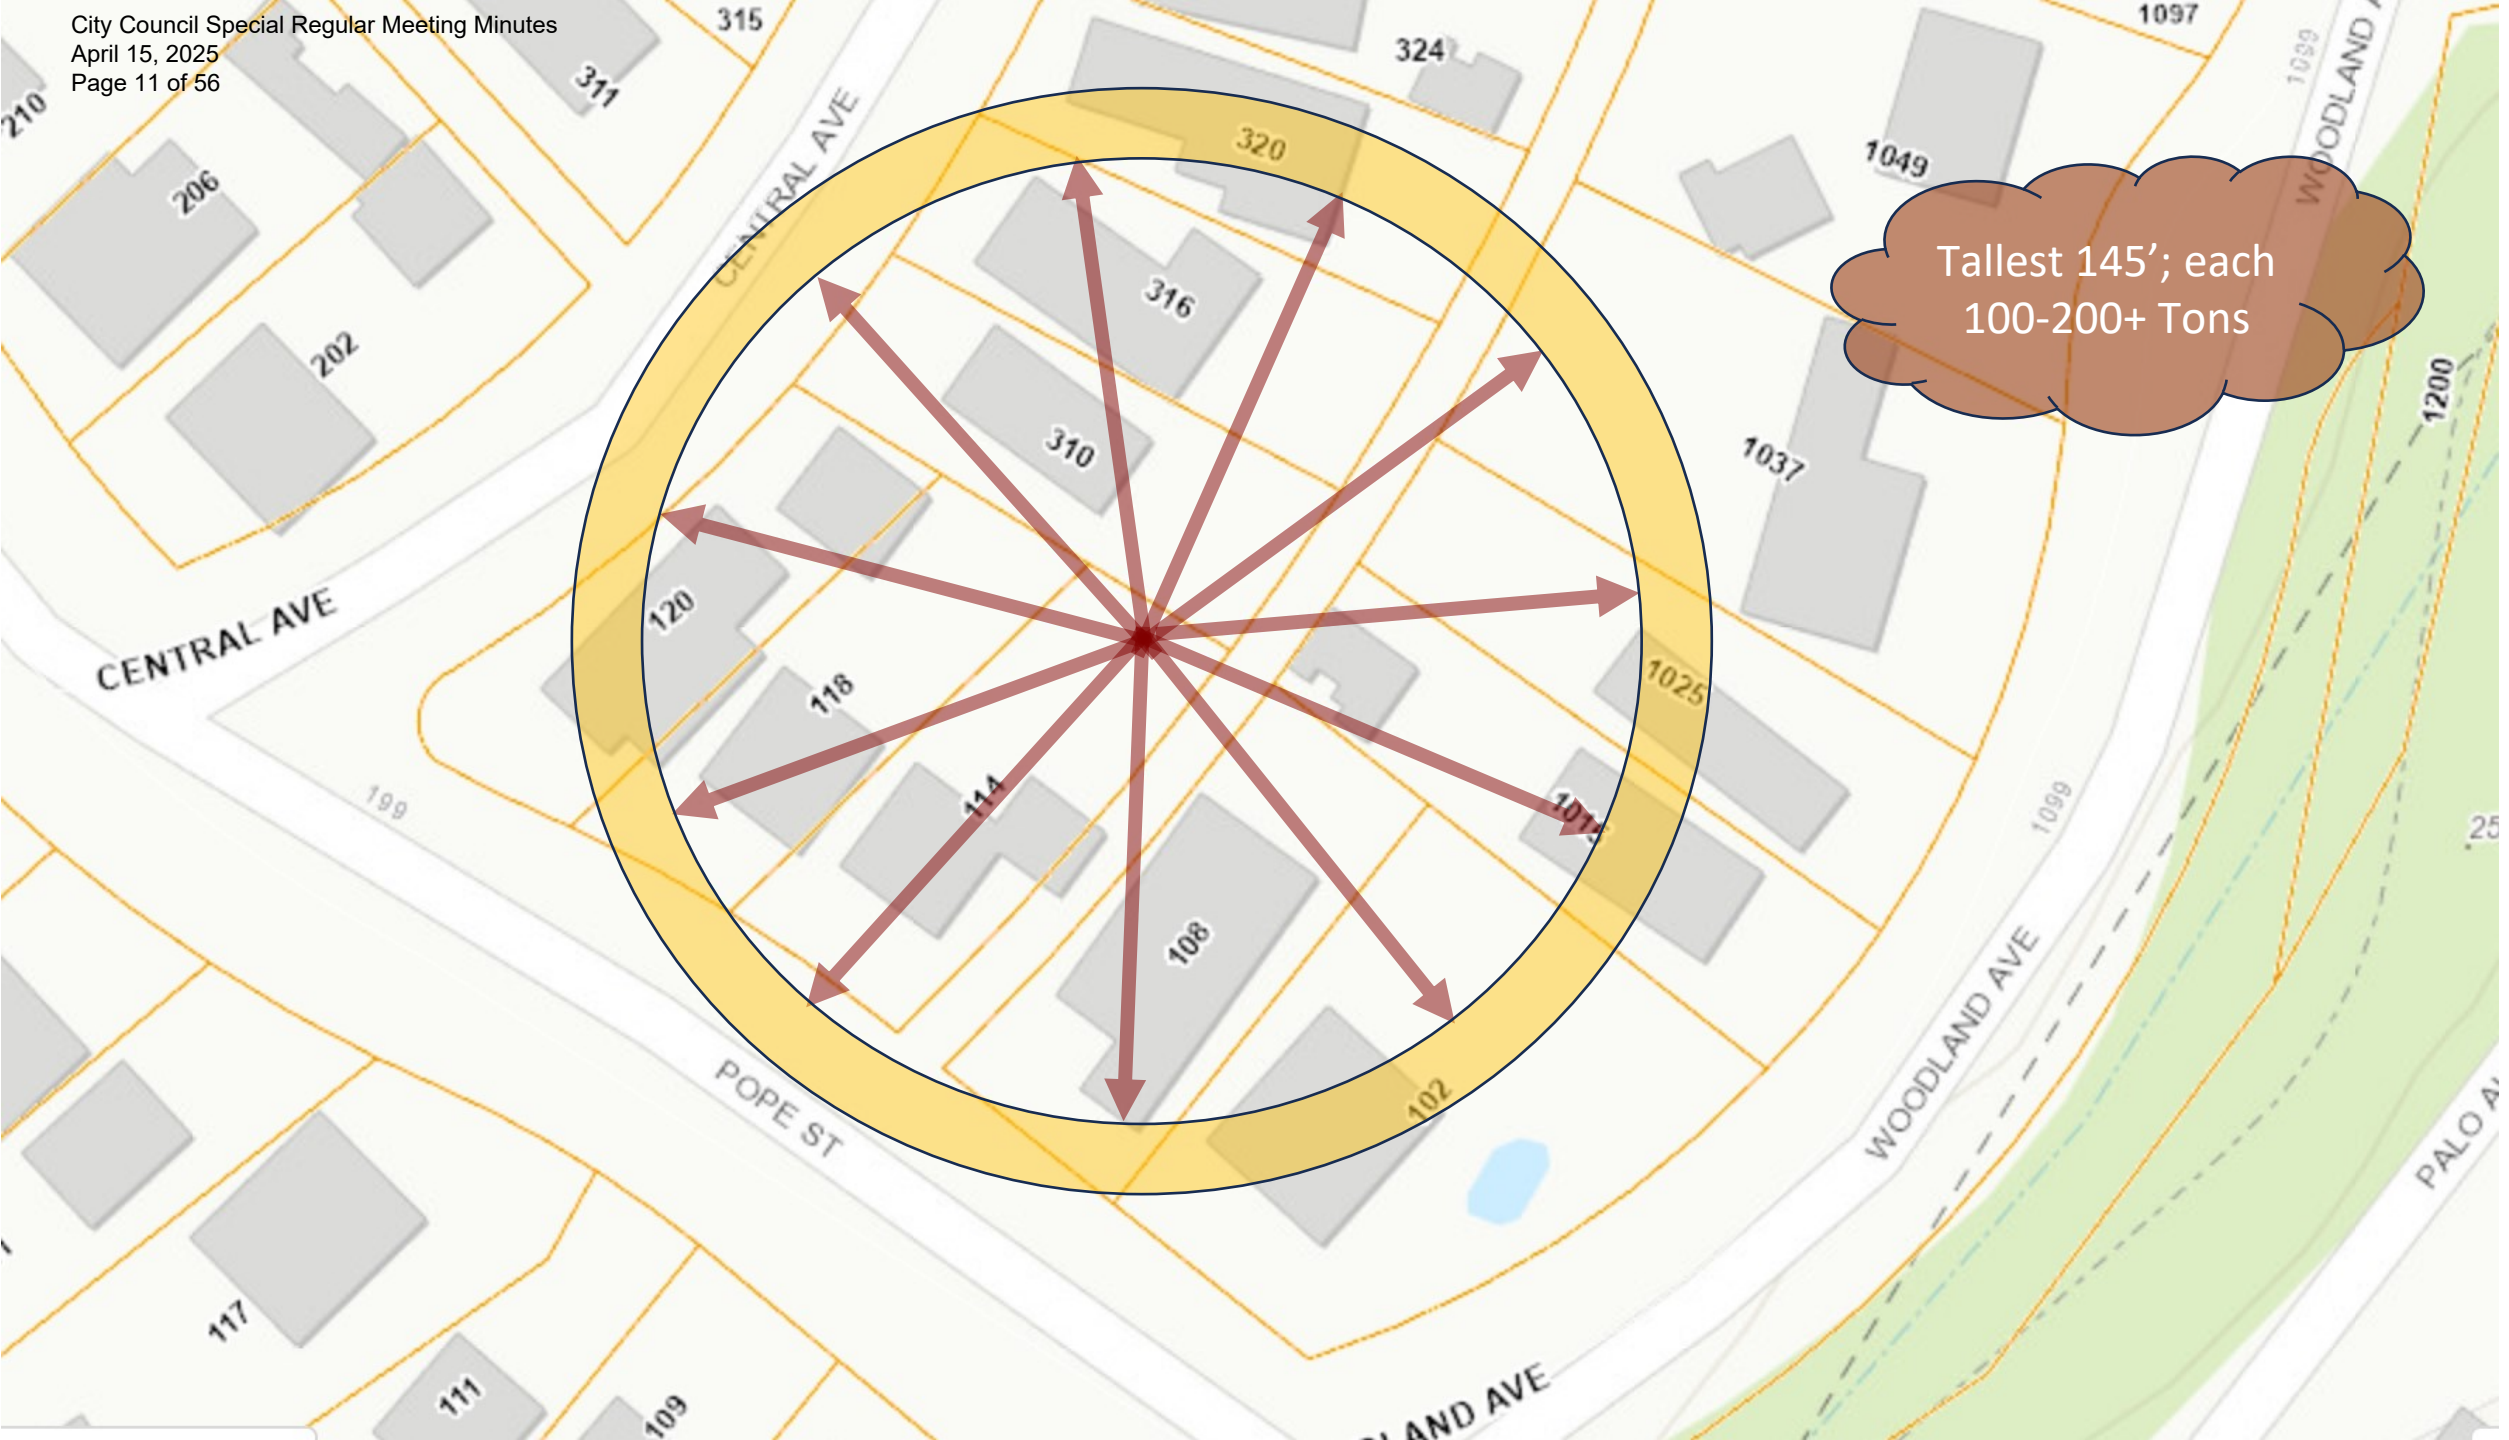 City Council Special Regular Meeting Minutes
April 15, 2025
Page 11 of 56
315
1097
324
311
210
1099
WOODLAND A
CENTRAL AVE
320
1049
206
Tallest 145’; each
100-200+ Tons
316
202
1200
310
1037
120
CENTRAL AVE
118
1025
199
114
1099
25
108
WOODLAND AVE
102
POPE ST
PALO A
117
111
109
LAND AVE